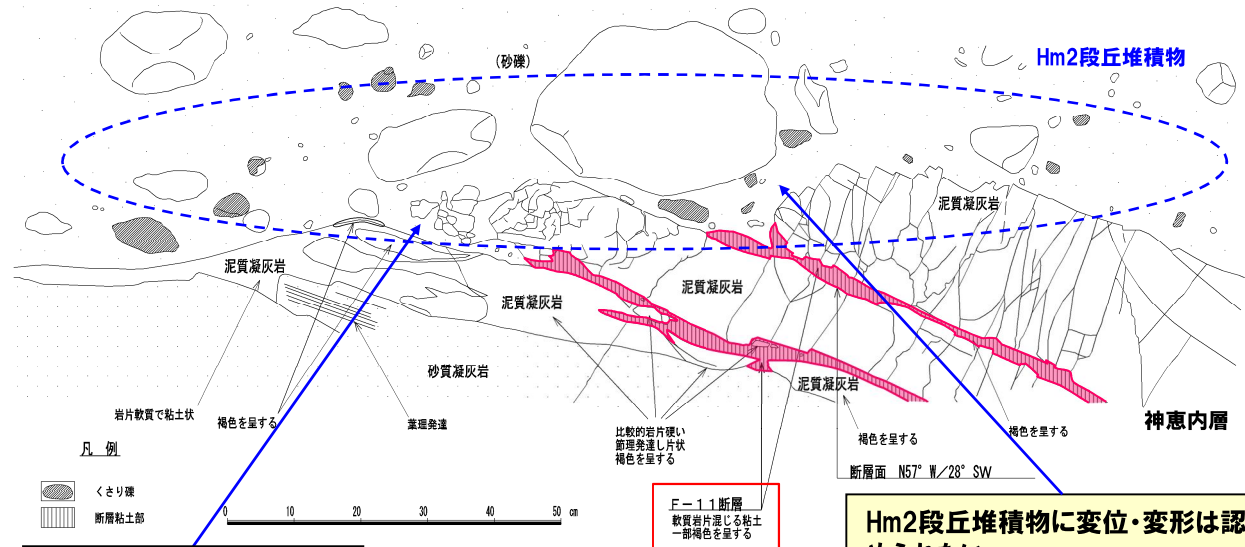 (砂礫)
Hm2段丘堆積物
泥質凝灰岩
泥質凝灰岩
泥質凝灰岩
泥質凝灰岩
砂質凝灰岩
泥質凝灰岩
岩片軟質で粘土状
褐色を呈する
葉理発達
比較的岩片硬い
節理発達し片状
褐色を呈する
褐色を呈する
褐色を呈する
神恵内層
断層面 N57°W/28°SW
凡 例
くさり礫
断層粘土部
0 10 20 30 40 50 cm
F-11断層
軟質岩片混じる粘土
一部褐色を呈する
Hm2段丘堆積物に変位・変形は認